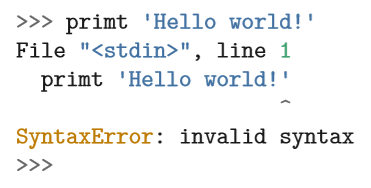 >>> primt 'Hello world!'
File "<stdin>", line 1
  primt 'Hello world!'
                     ^
SyntaxError: invalid syntax
>>>